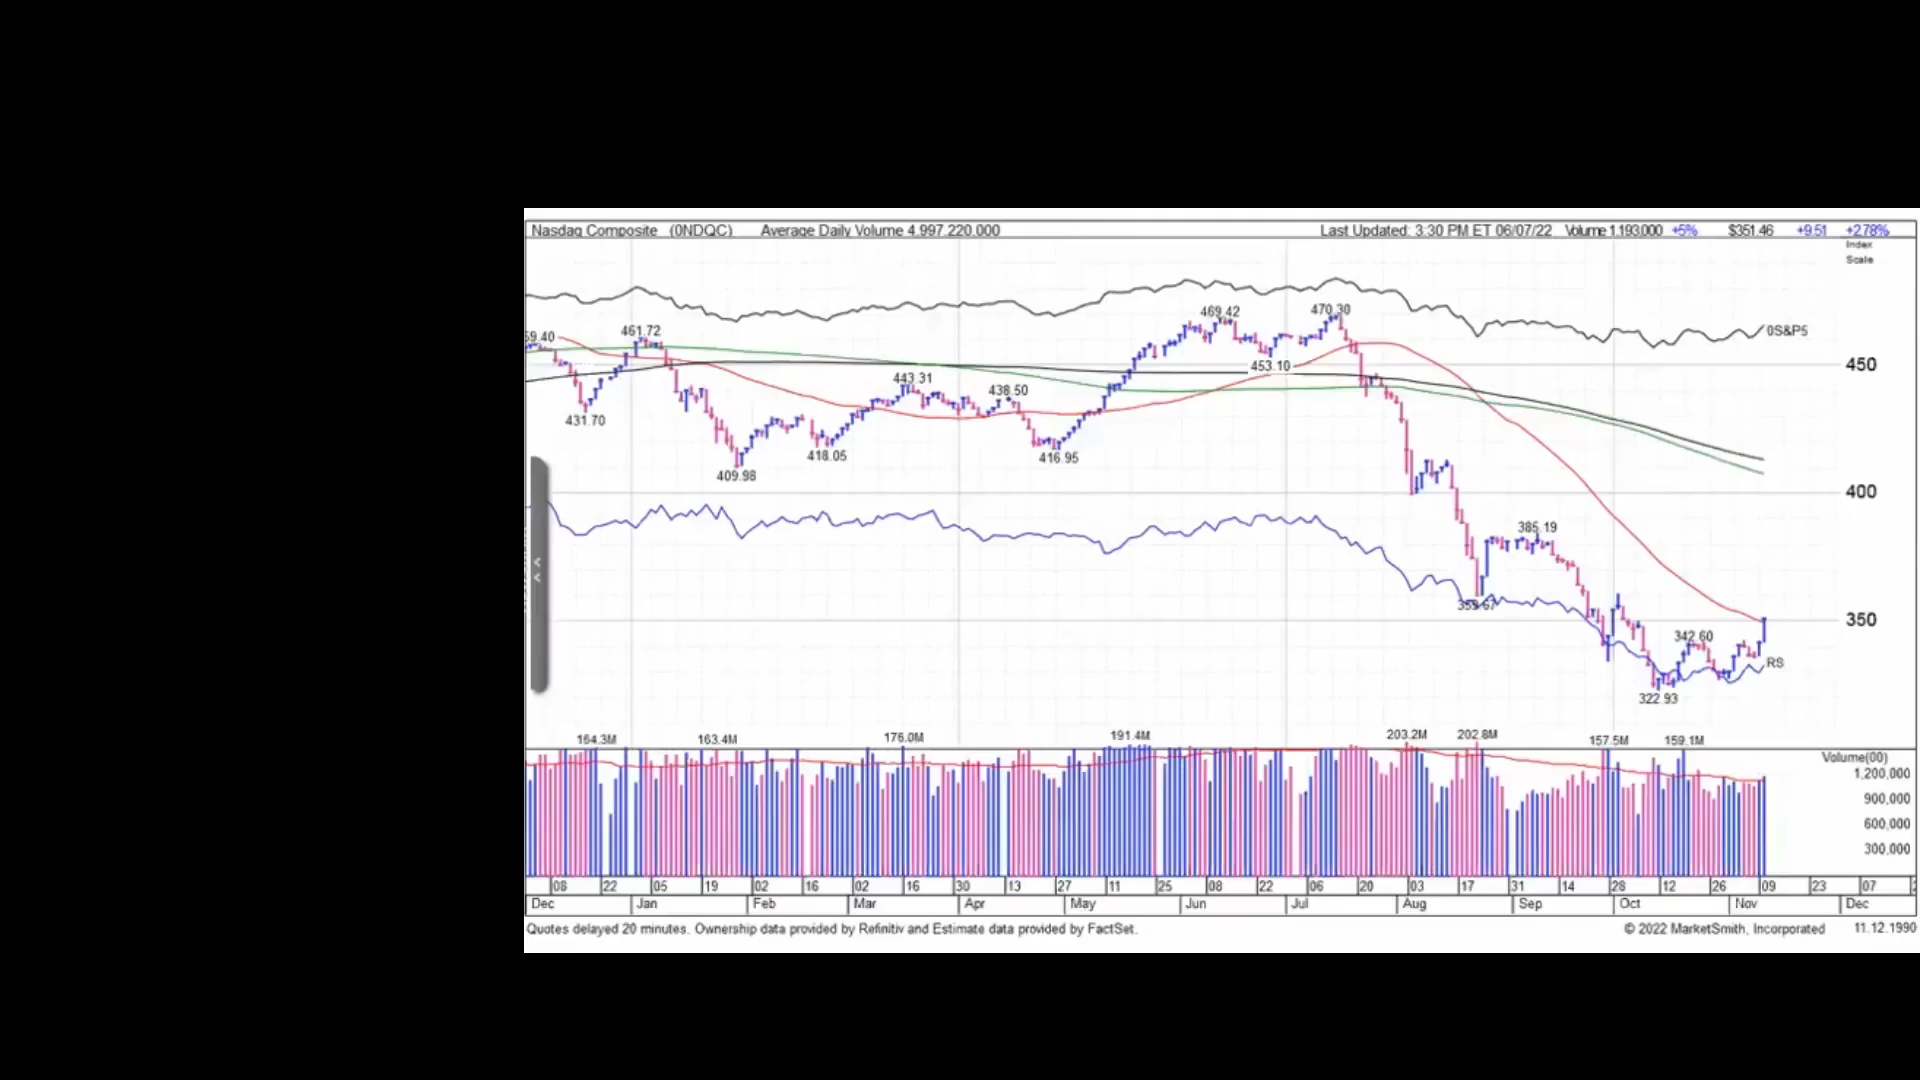 Nasdaq Composite (0NDQC) Average Daily Volume 4,997,220,000 Last Updated: 3:30 PM ET 06/07/22 Volume 1,193,000 +5% $351.46 +9.51 +2.78%
Index
Scale
470.30
469.42
0S&P5
461.72
59.40
453.10
450
443.31
438.50
431.70
416.95
418.05
409.98
400
385.19
359.67
350
342.60
RS
322.93
164.3M 163.4M 176.0M 191.4M 203.2M 202.8M 157.5M 159.1M
Volume(00)
1,200,000
900,000
600,000
300,000
08 22 05 19 02 16 02 16 30 13 27 11 25 08 22 06 20 03 17 31 14 28 12 26 09 23 07
Dec Jan Feb Mar Apr May Jun Jul Aug Sep Oct Nov Dec
Quotes delayed 20 minutes. Ownership data provided by Refinitiv and Estimate data provided by FactSet. © 2022 MarketSmith, Incorporated 11.12.1990